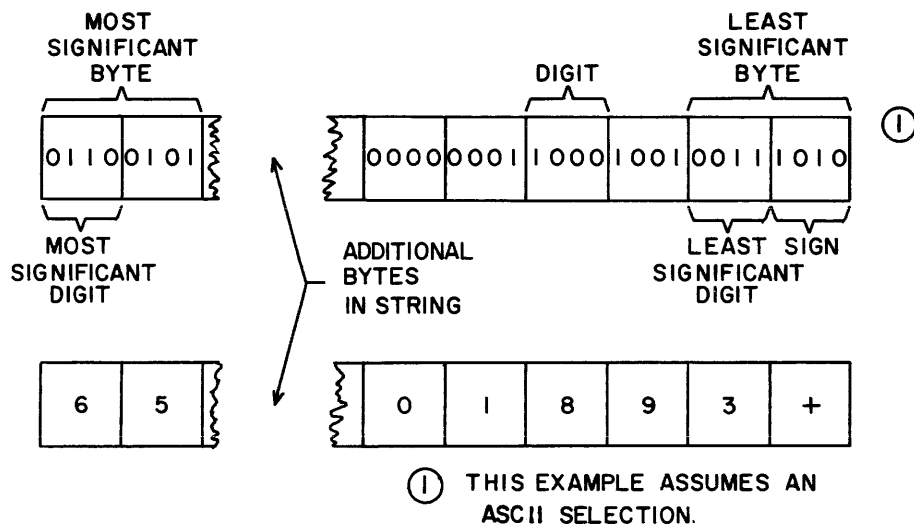 MOST
SIGNIFICANT
BYTE
DIGIT
LEAST
SIGNIFICANT
BYTE
0110 0101
0000 0001 1000 1001 0011 1010
1
MOST
SIGNIFICANT
DIGIT
ADDITIONAL
BYTES
IN STRING
LEAST
SIGNIFICANT
DIGIT
SIGN
6 5
0 1 8 9 3 +
1 THIS EXAMPLE ASSUMES AN
ASCII SELECTION.